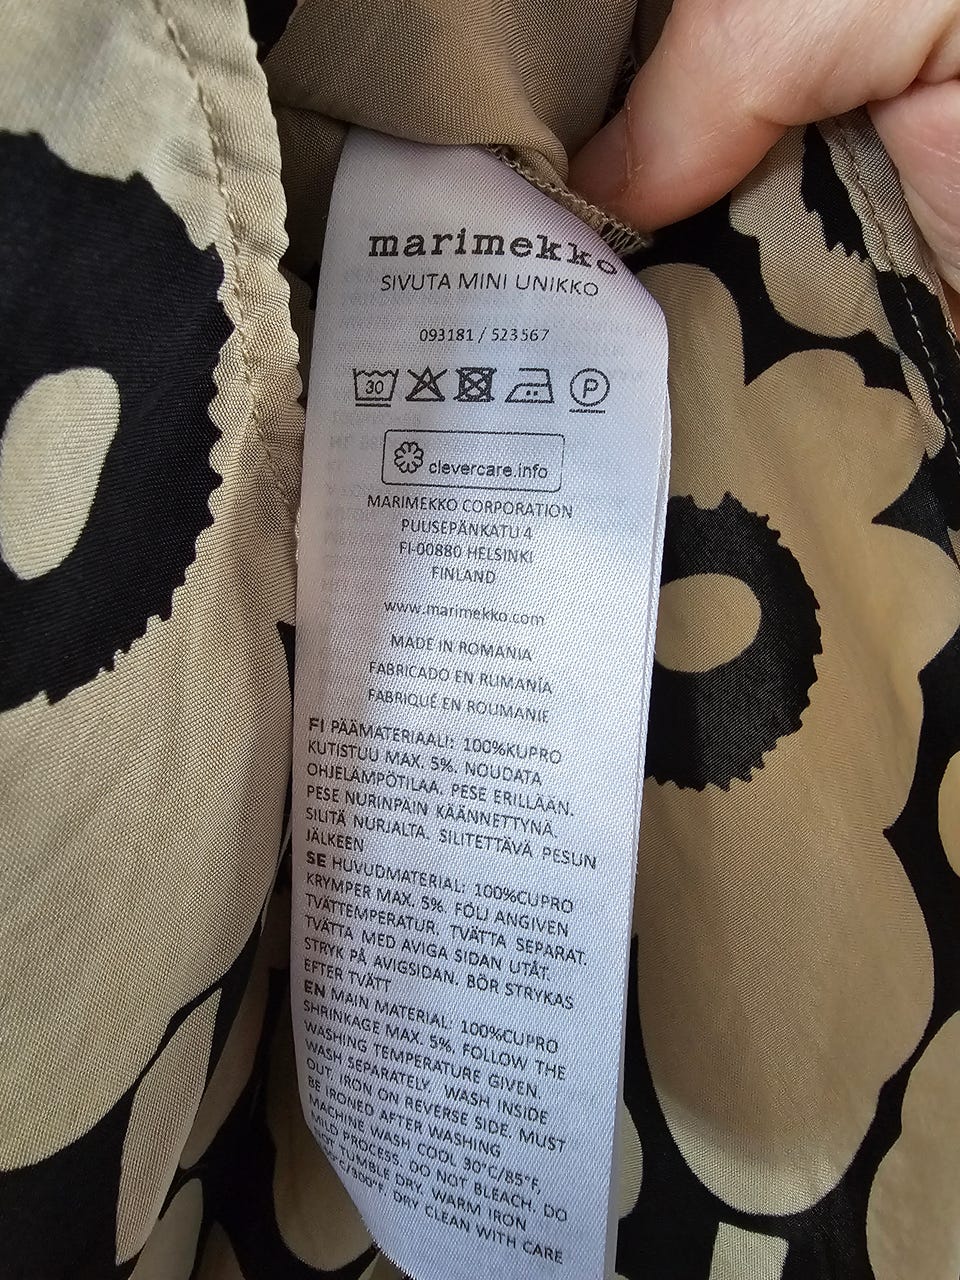 marimekko
SIVUTA MINI UNIKKO
093181 / 523567
30
P
clevercare.info
MARIMEKKO CORPORATION
PUUSEPÄNKATU 4
FI-00880 HELSINKI
FINLAND
www.marimekko.com
MADE IN ROMANIA
FABRICADO EN RUMANÍA
FABRIQUÉ EN ROUMANIE
FI PÄÄMATERIAALI: 100%KUPRO
KUTISTUU MAX. 5%. NOUDATA
OHJELÄMPÖTILAA. PESE ERILLÄÄN.
PESE NURINPÄIN KÄÄNNETTYNÄ.
SILITÄ NURJALTA. SILITETTÄVÄ PESUN
JÄLKEEN
SE HUVUDMATERIAL: 100%CUPRO
KRYMPER MAX. 5%. FÖLJ ANGIVEN
TVÄTTEMPERATUR. TVÄTTA SEPARAT.
TVÄTTA MED AVIGA SIDAN UTÅT.
STRYK PÅ AVIGSIDAN. BÖR STRYKAS
EFTER TVÄTT
EN MAIN MATERIAL: 100%CUPRO
SHRINKAGE MAX. 5%. FOLLOW THE
WASHING TEMPERATURE GIVEN.
WASH SEPARATELY. WASH INSIDE
OUT. IRON ON REVERSE SIDE. MUST
BE IRONED AFTER WASHING
MACHINE WASH COOL 30°C/85°F,
MILD PROCESS. DO NOT BLEACH. DO
NOT TUMBLE DRY. WARM IRON
°C/300°F. DRY CLEAN WITH CARE